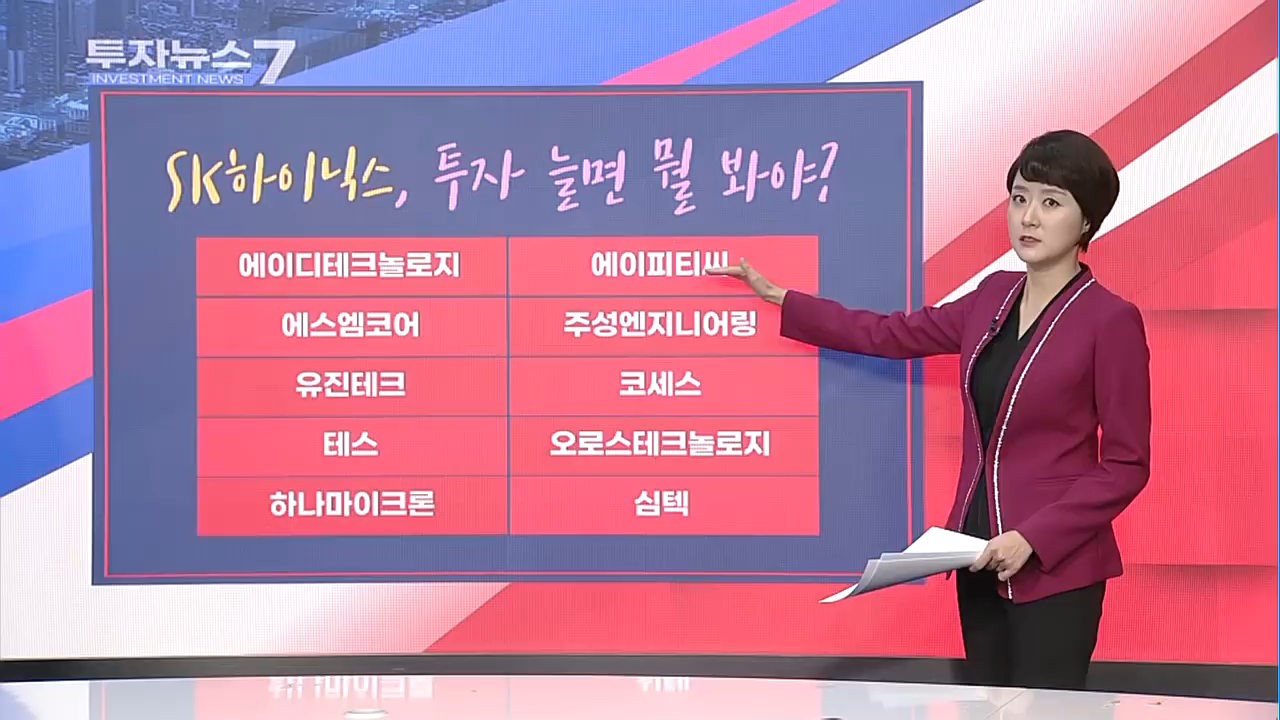 투자뉴스7
INVESTMENT NEWS
SK하이닉스, 투자 늘면 뭘 봐야?
에이디테크놀로지 에이피티씨
에스엠코어 주성엔지니어링
유진테크 코세스
테스 오로스테크놀로지
하나마이크론 심텍